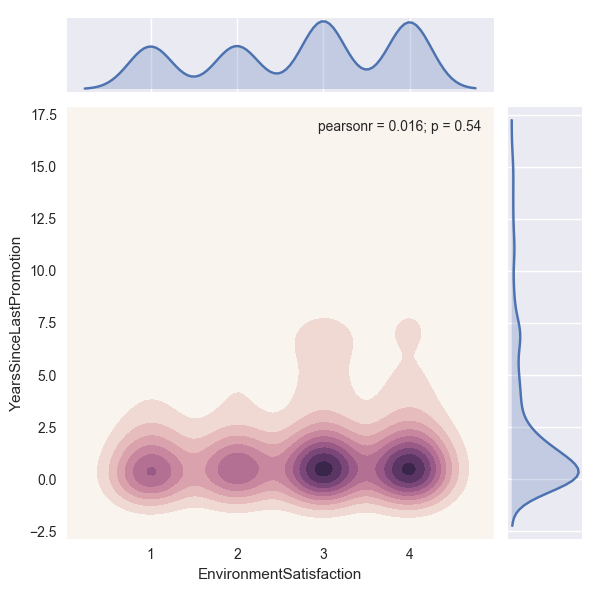 17.5
pearsonr = 0.016; p = 0.54
15.0
12.5
10.0
7.5
5.0
2.5
0.0
−2.5
YearsSinceLastPromotion
1 2 3 4
EnvironmentSatisfaction